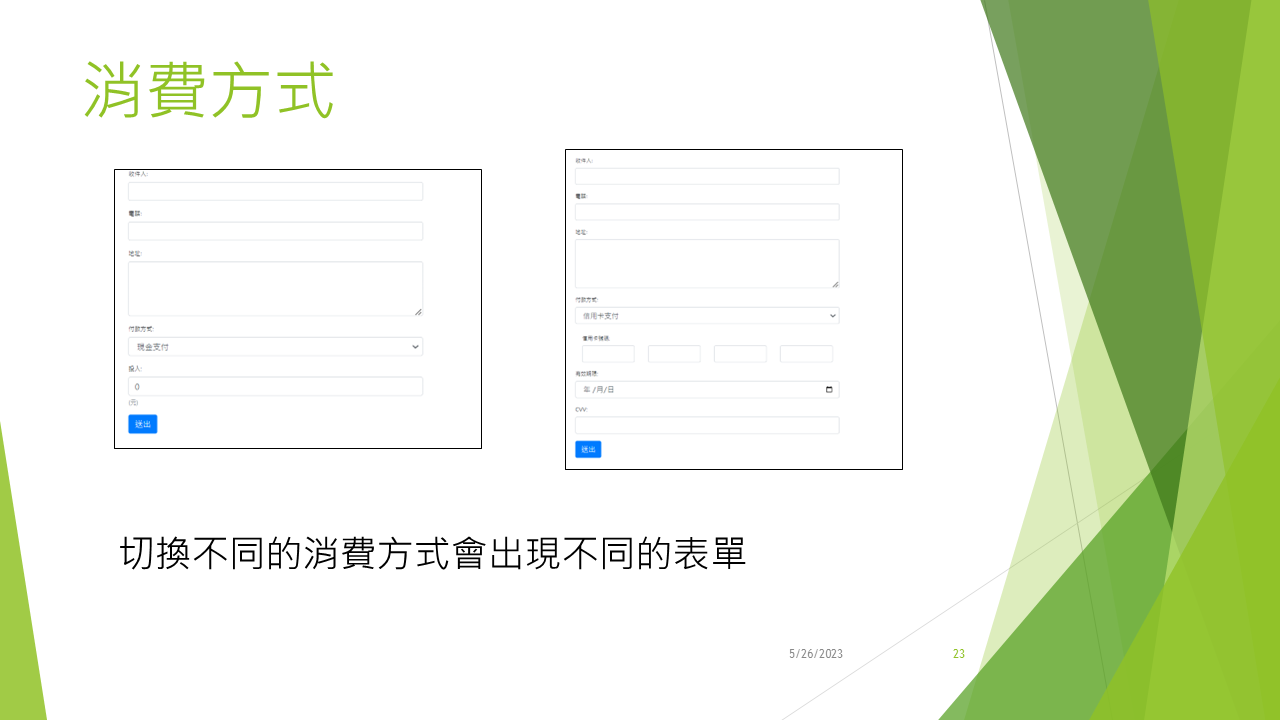 消費方式
收件人:
電話:
地址:
付款方式:
現金支付
投入:
0
(元)
送出
收件人:
電話:
地址:
付款方式:
信用卡支付
信用卡號碼:
有效期限:
年 /月/日
CVV:
送出
切換不同的消費方式會出現不同的表單
5/26/2023
23